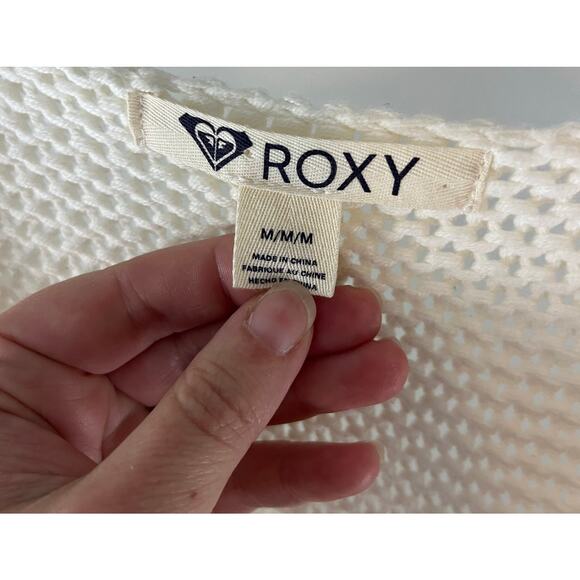 ROXY
M/M/M
MADE IN CHINA
FABRIQUE AU CHINE
HECHO